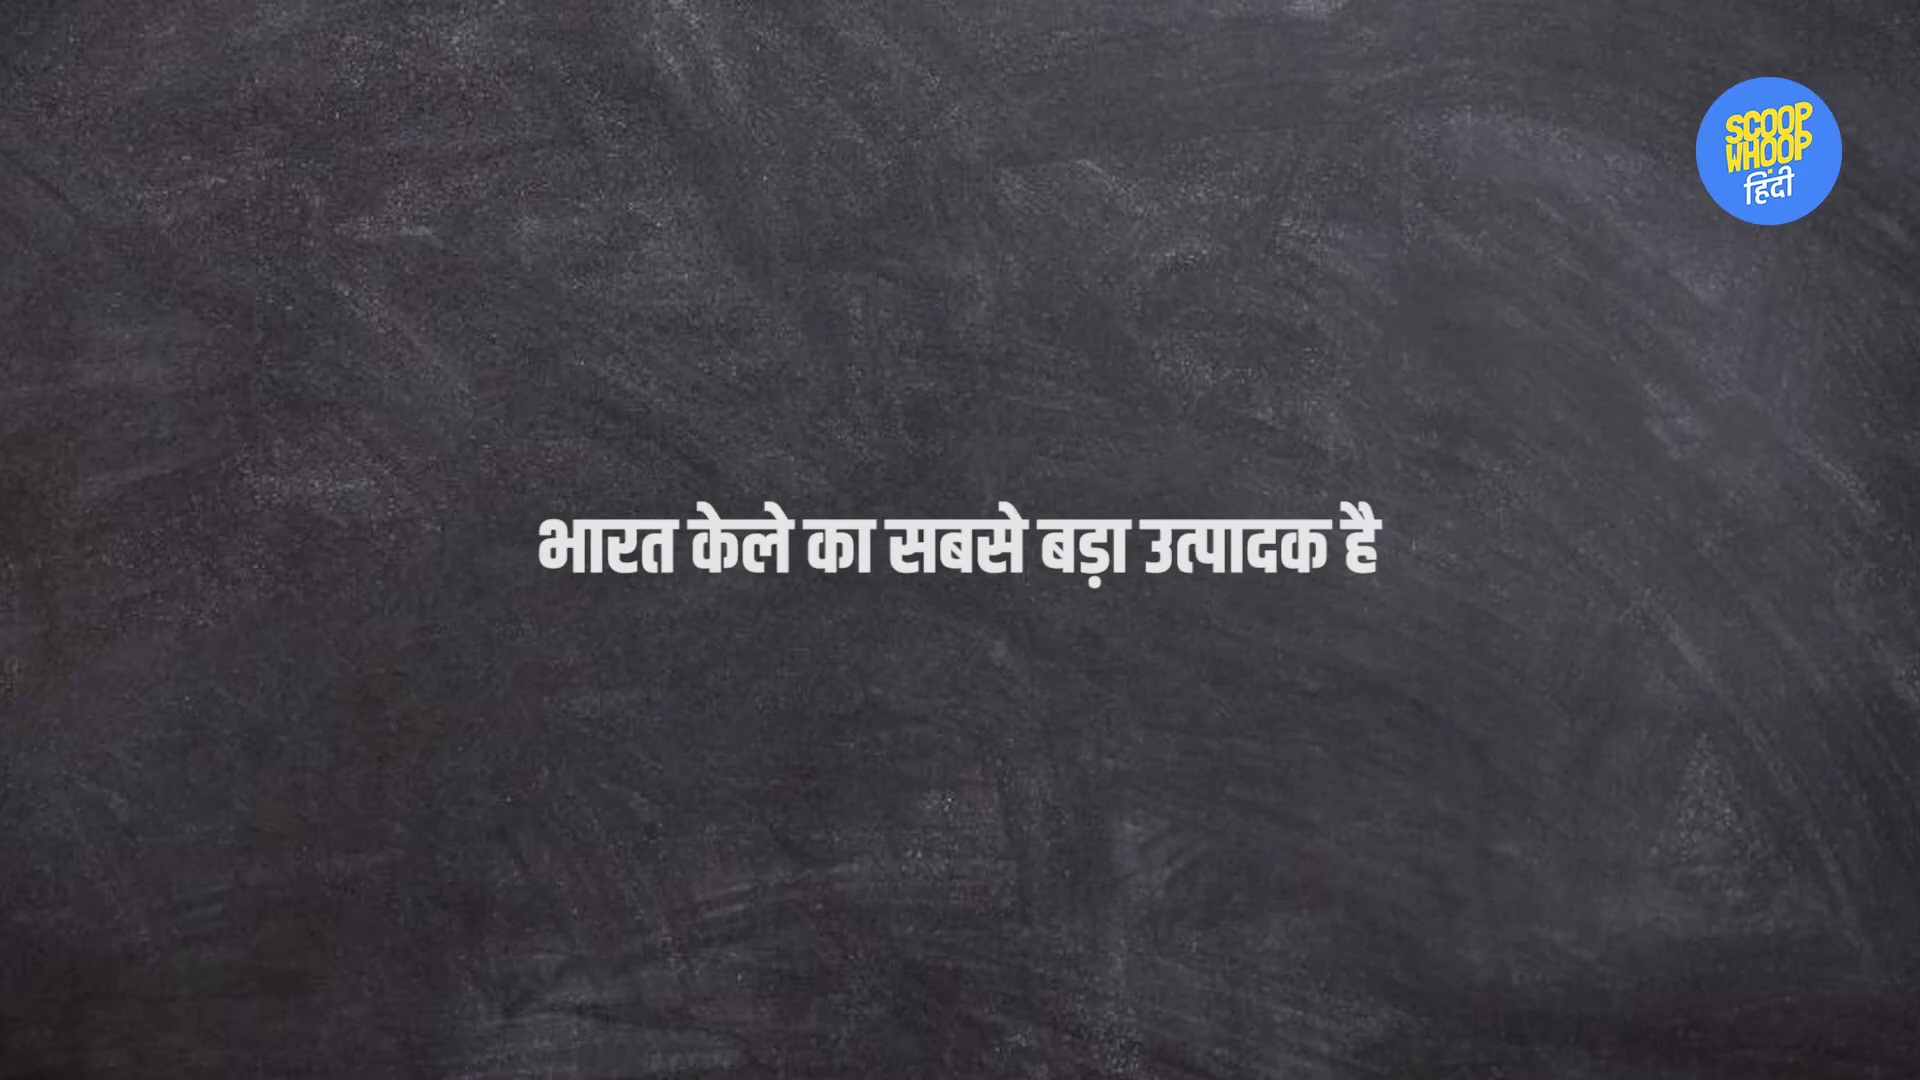 SCOOP
WHOOP
हिंदी
भारत केले का सबसे बड़ा उत्पादक है